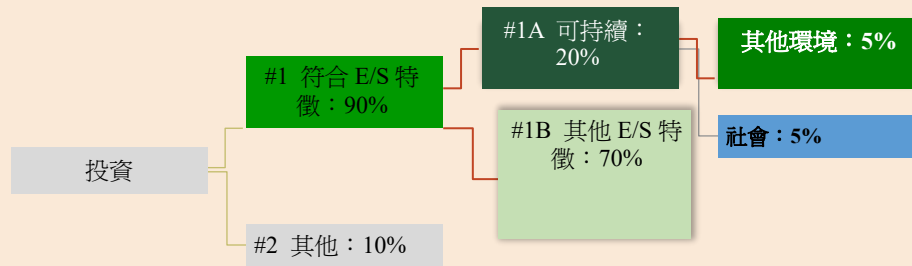 #1A 可持續：
20%
其他環境：5%
#1 符合 E/S 特
徵：90%
#1B 其他 E/S 特
徵：70%
社會：5%
投資
#2 其他：10%